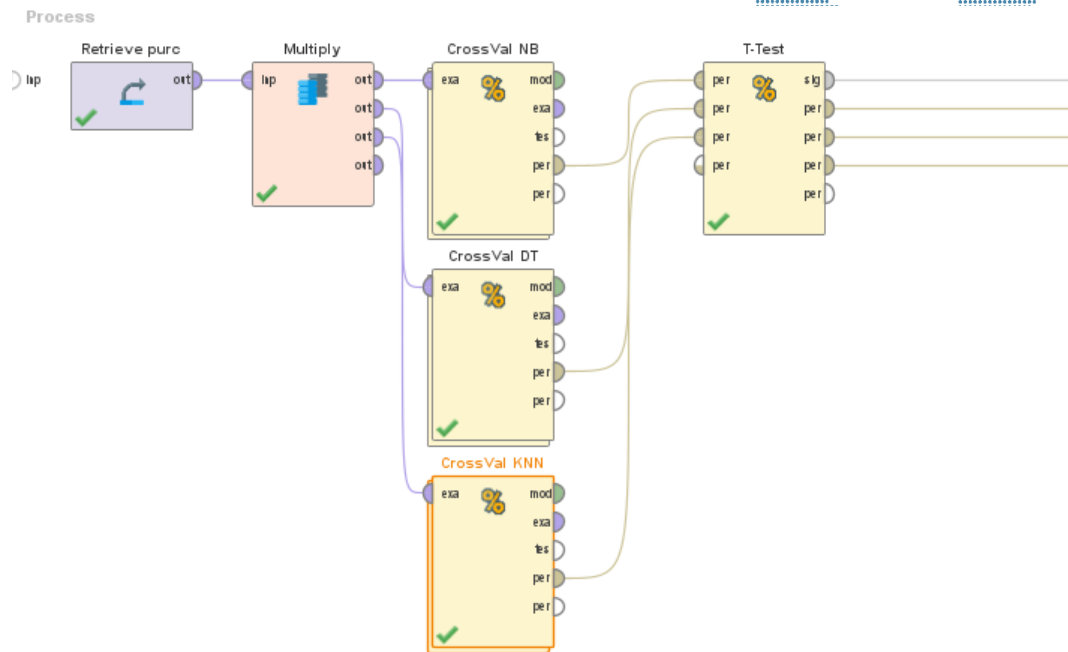 Process
Retrieve purc
Multiply
CrossVal NB
T-Test
inp
out
inp
out
out
out
out
exa
mod
exa
tes
per
per
per
per
per
per
sig
per
per
per
per
CrossVal DT
exa
mod
exa
tes
per
per
CrossVal KNN
exa
mod
exa
tes
per
per